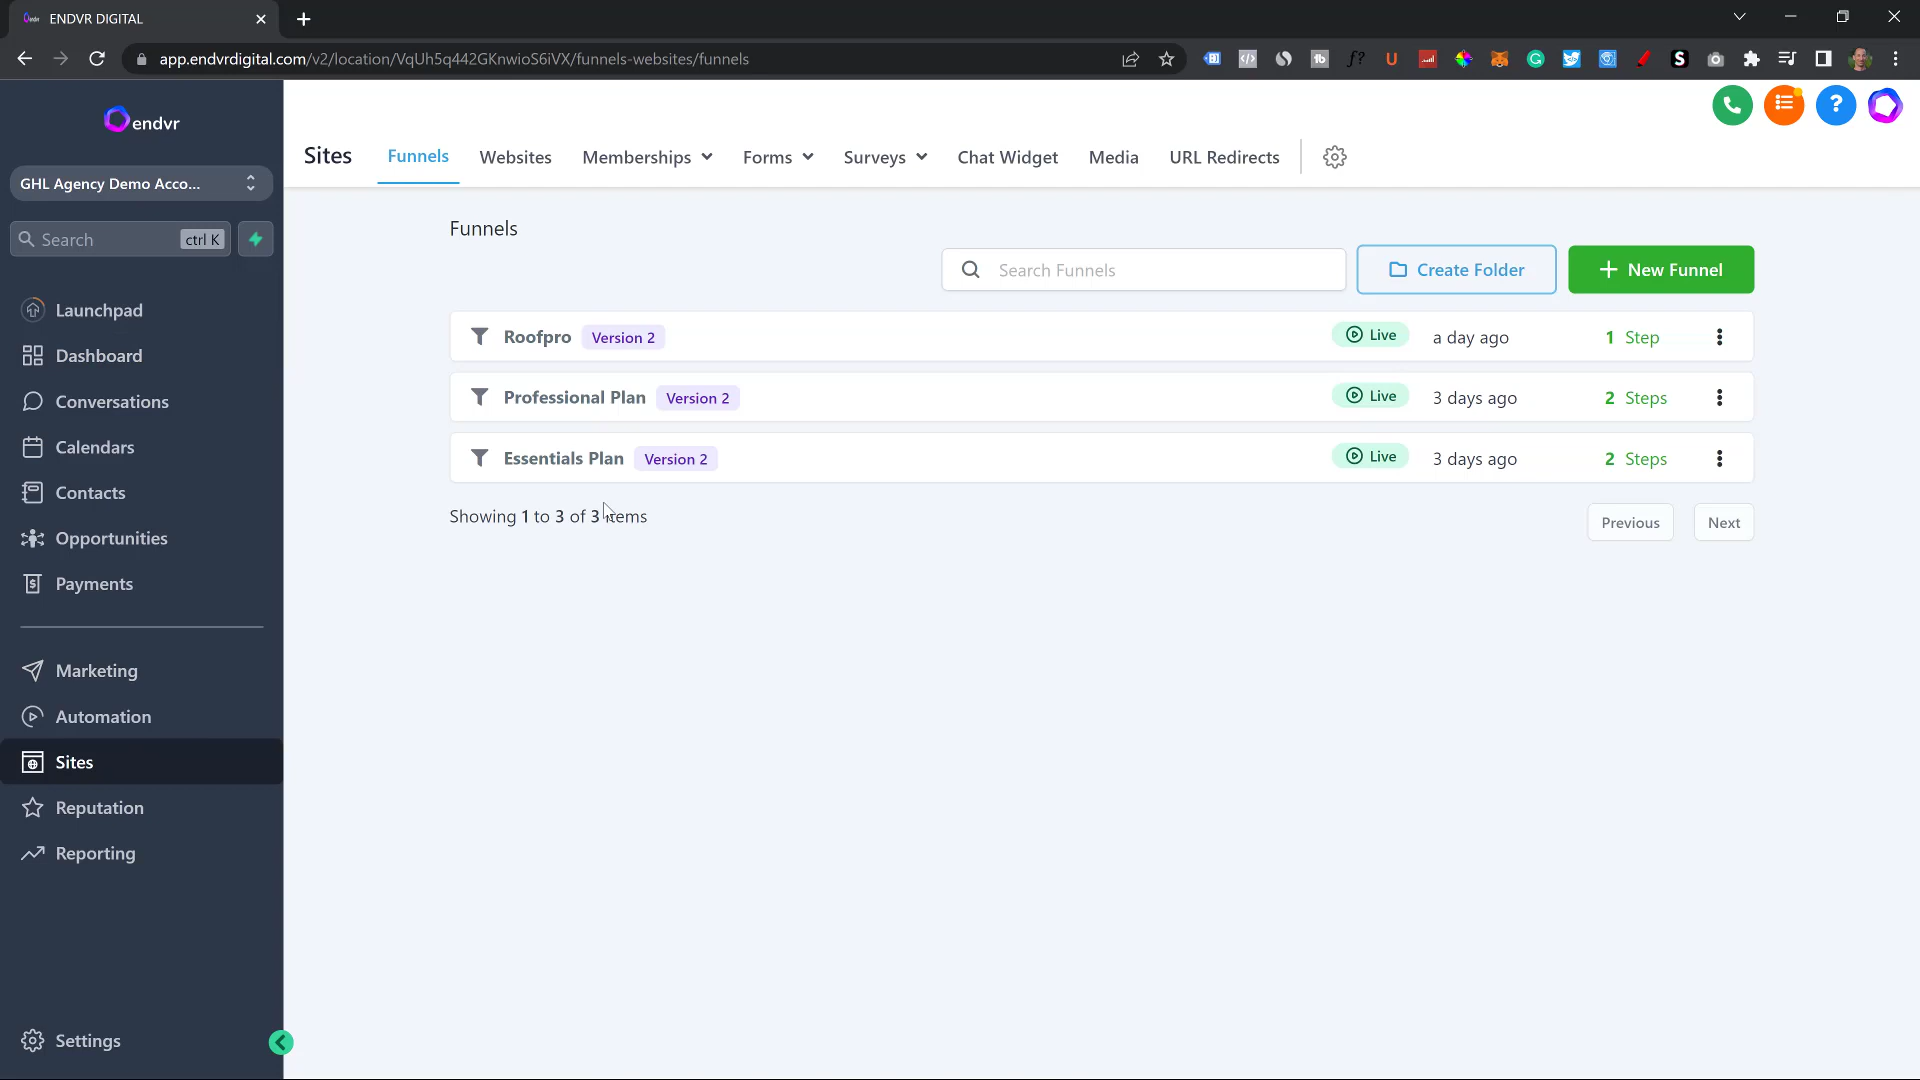 ENDVR DIGITAL
app.endvrdigital.com/v2/location/VqUh5q442GKnwioS6iVX/funnels-websites/funnels
endvr
GHL Agency Demo Acco...
Search ctrl K
Launchpad
Dashboard
Conversations
Calendars
Contacts
Opportunities
Payments
Marketing
Automation
Sites
Reputation
Reporting
Settings
Sites Funnels Websites Memberships Forms Surveys Chat Widget Media URL Redirects
Funnels
Search Funnels Create Folder + New Funnel
Roofpro Version 2 Live a day ago 1 Step
Professional Plan Version 2 Live 3 days ago 2 Steps
Essentials Plan Version 2 Live 3 days ago 2 Steps
Showing 1 to 3 of 3 items Previous Next